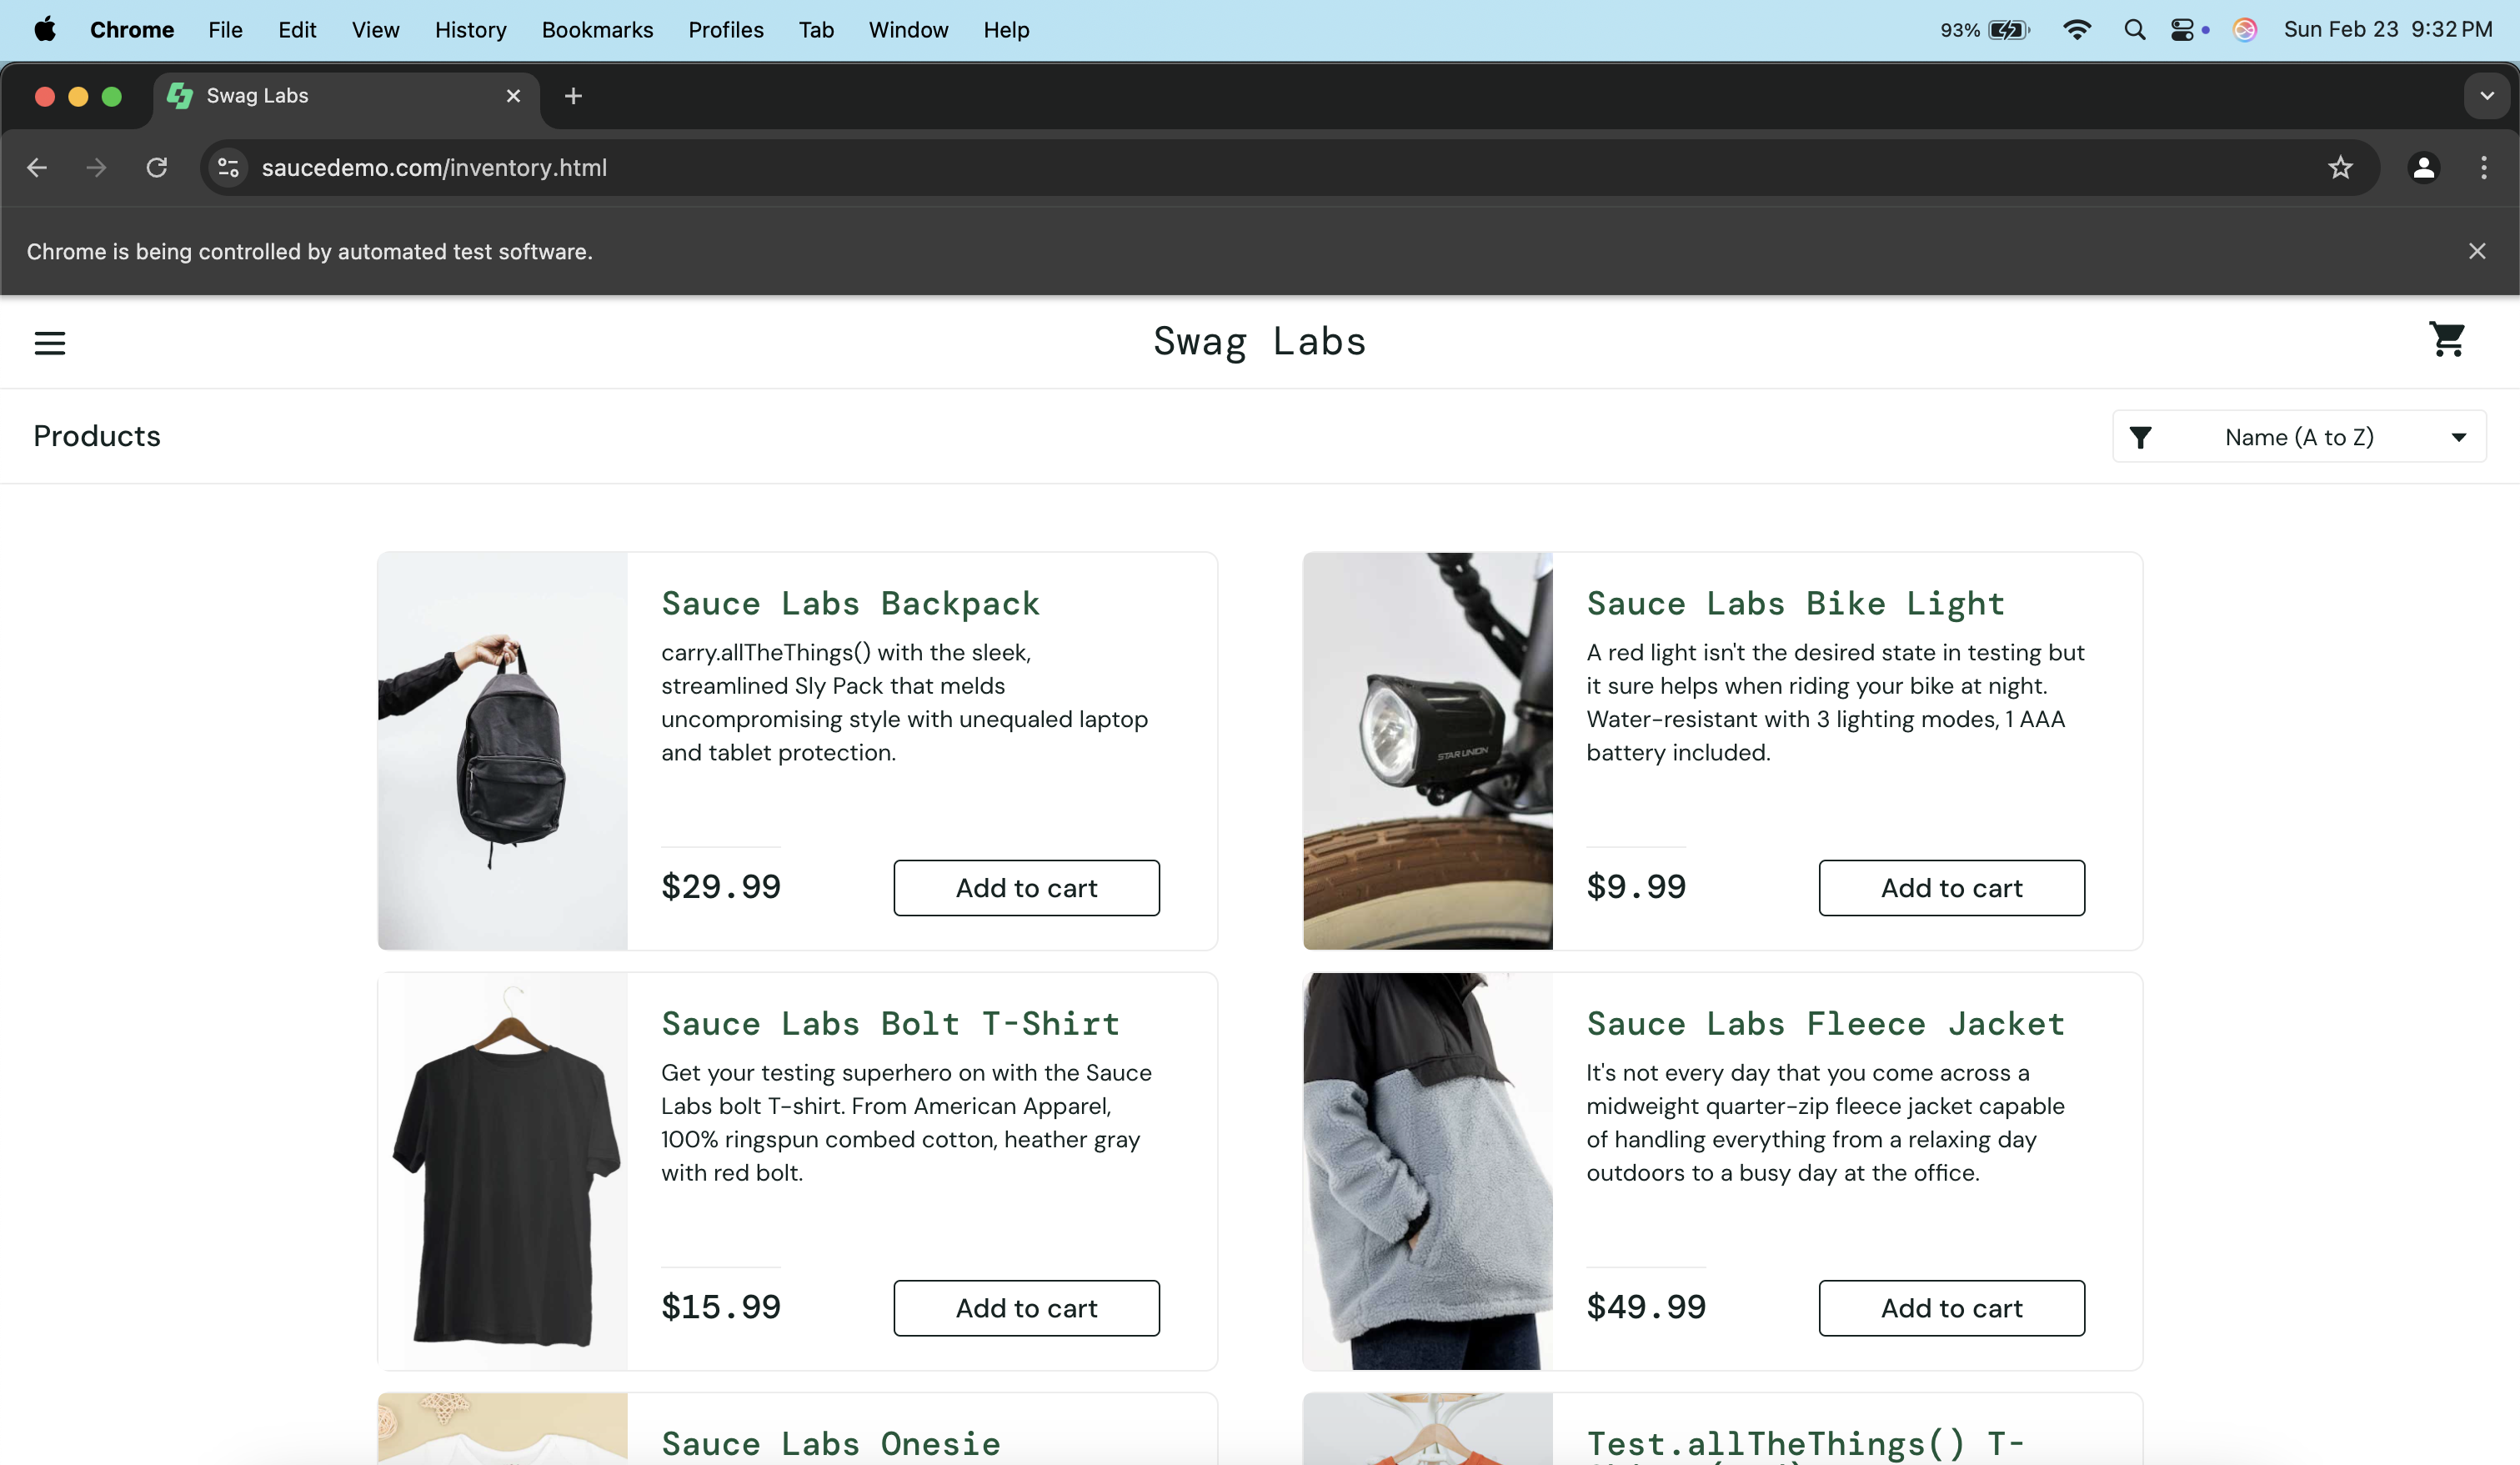 Chrome File Edit View History Bookmarks Profiles Tab Window Help 93% Sun Feb 23 9:32 PM
Swag Labs
saucedemo.com/inventory.html
Chrome is being controlled by automated test software.
Swag Labs
Products
Name (A to Z)
Sauce Labs Backpack
carry.allTheThings() with the sleek,
streamlined Sly Pack that melds
uncompromising style with unequaled laptop
and tablet protection.
$29.99
Add to cart
STAR UNION
Sauce Labs Bike Light
A red light isn't the desired state in testing but
it sure helps when riding your bike at night.
Water-resistant with 3 lighting modes, 1 AAA
battery included.
$9.99
Add to cart
Sauce Labs Bolt T-Shirt
Get your testing superhero on with the Sauce
Labs bolt T-shirt. From American Apparel,
100% ringspun combed cotton, heather gray
with red bolt.
$15.99
Add to cart
Sauce Labs Fleece Jacket
It's not every day that you come across a
midweight quarter-zip fleece jacket capable
of handling everything from a relaxing day
outdoors to a busy day at the office.
$49.99
Add to cart
Sauce Labs Onesie
Test.allTheThings() T-